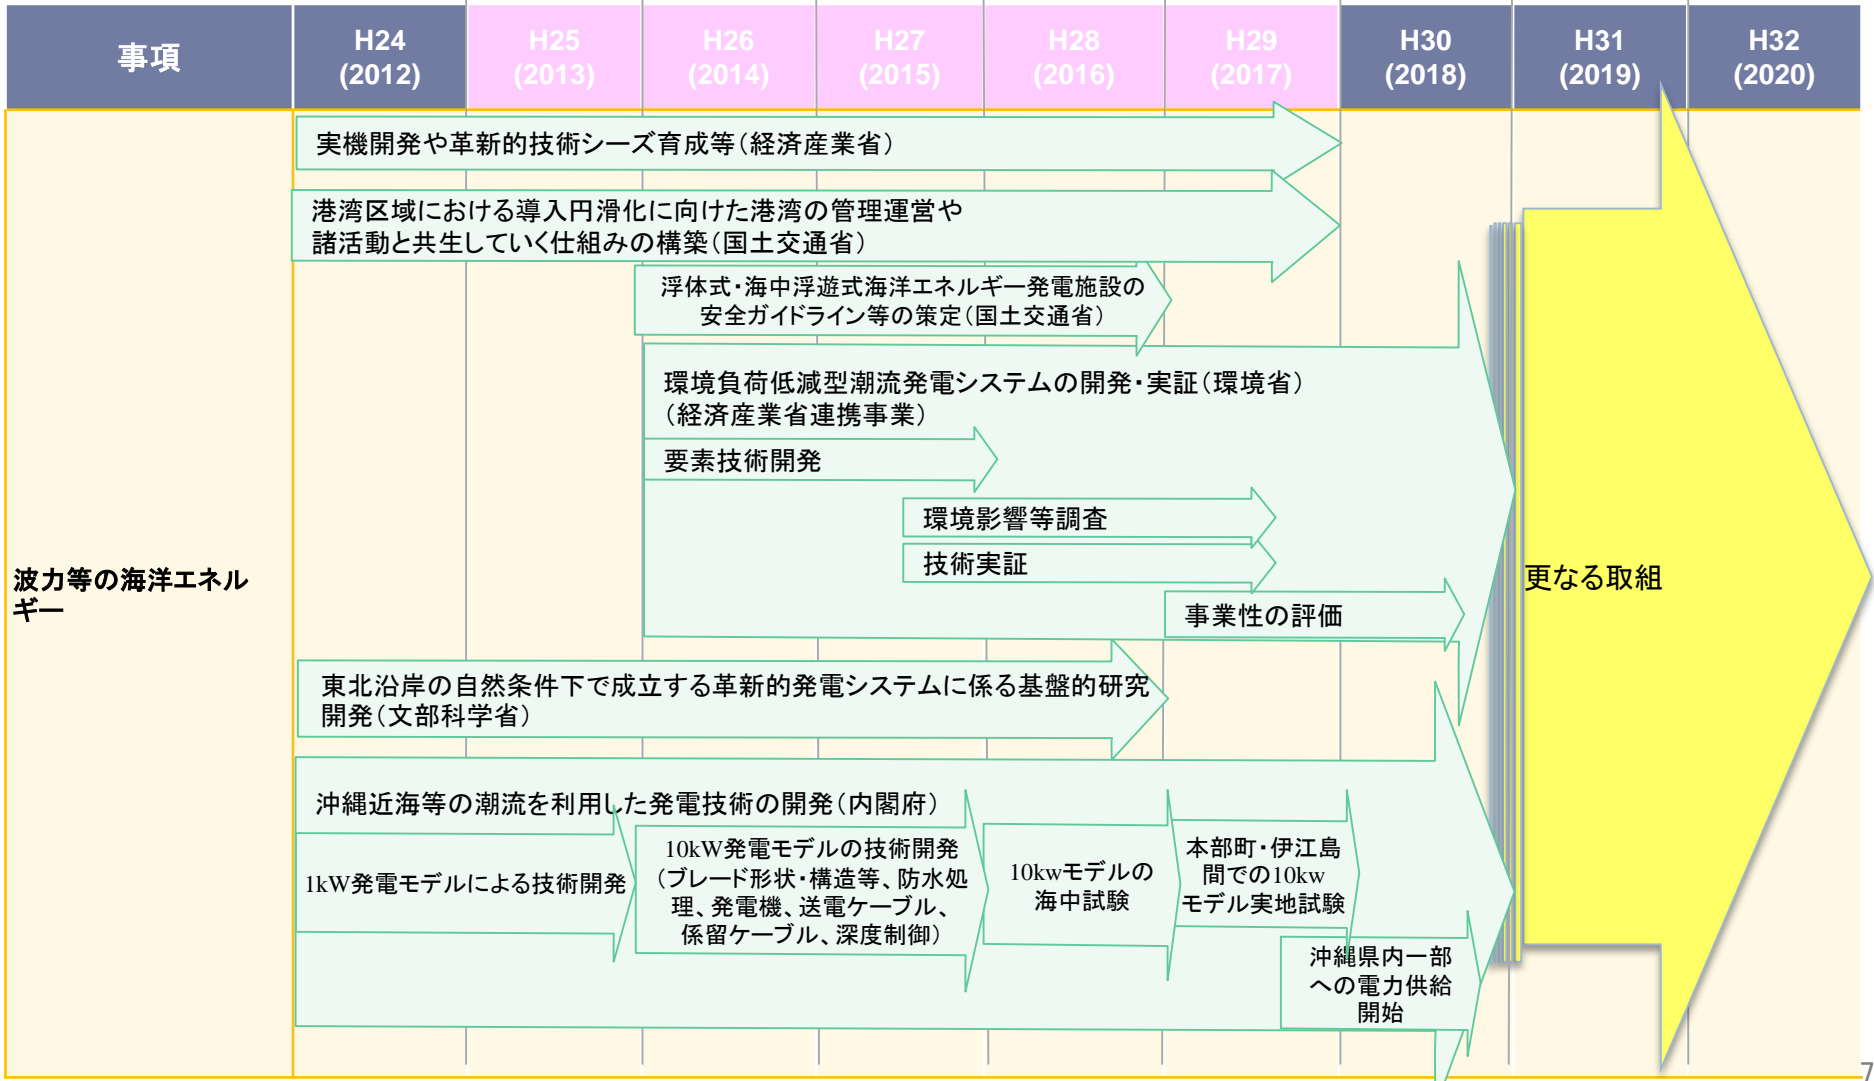 事項
H24
(2012)
H25
(2013)
H26
(2014)
H27
(2015)
H28
(2016)
H29
(2017)
H30
(2018)
H31
(2019)
H32
(2020)
波力等の海洋エネル
ギー
実機開発や革新的技術シーズ育成等(経済産業省)
港湾区域における導入円滑化に向けた港湾の管理運営や
諸活動と共生していく仕組みの構築(国土交通省)
浮体式・海中浮遊式海洋エネルギー発電施設の
安全ガイドライン等の策定(国土交通省)
環境負荷低減型潮流発電システムの開発・実証(環境省)
(経済産業省連携事業)
要素技術開発
環境影響等調査
技術実証
事業性の評価
東北沿岸の自然条件下で成立する革新的発電システムに係る基盤的研究
開発(文部科学省)
沖縄近海等の潮流を利用した発電技術の開発(内閣府)
1kW発電モデルによる技術開発
10kW発電モデルの技術開発
(ブレード形状・構造等、防水処
理、発電機、送電ケーブル、
係留ケーブル、深度制御)
10kwモデルの
海中試験
本部町・伊江島
間での10kw
モデル実地試験
沖縄県内一部
への電力供給
開始
更なる取組
7